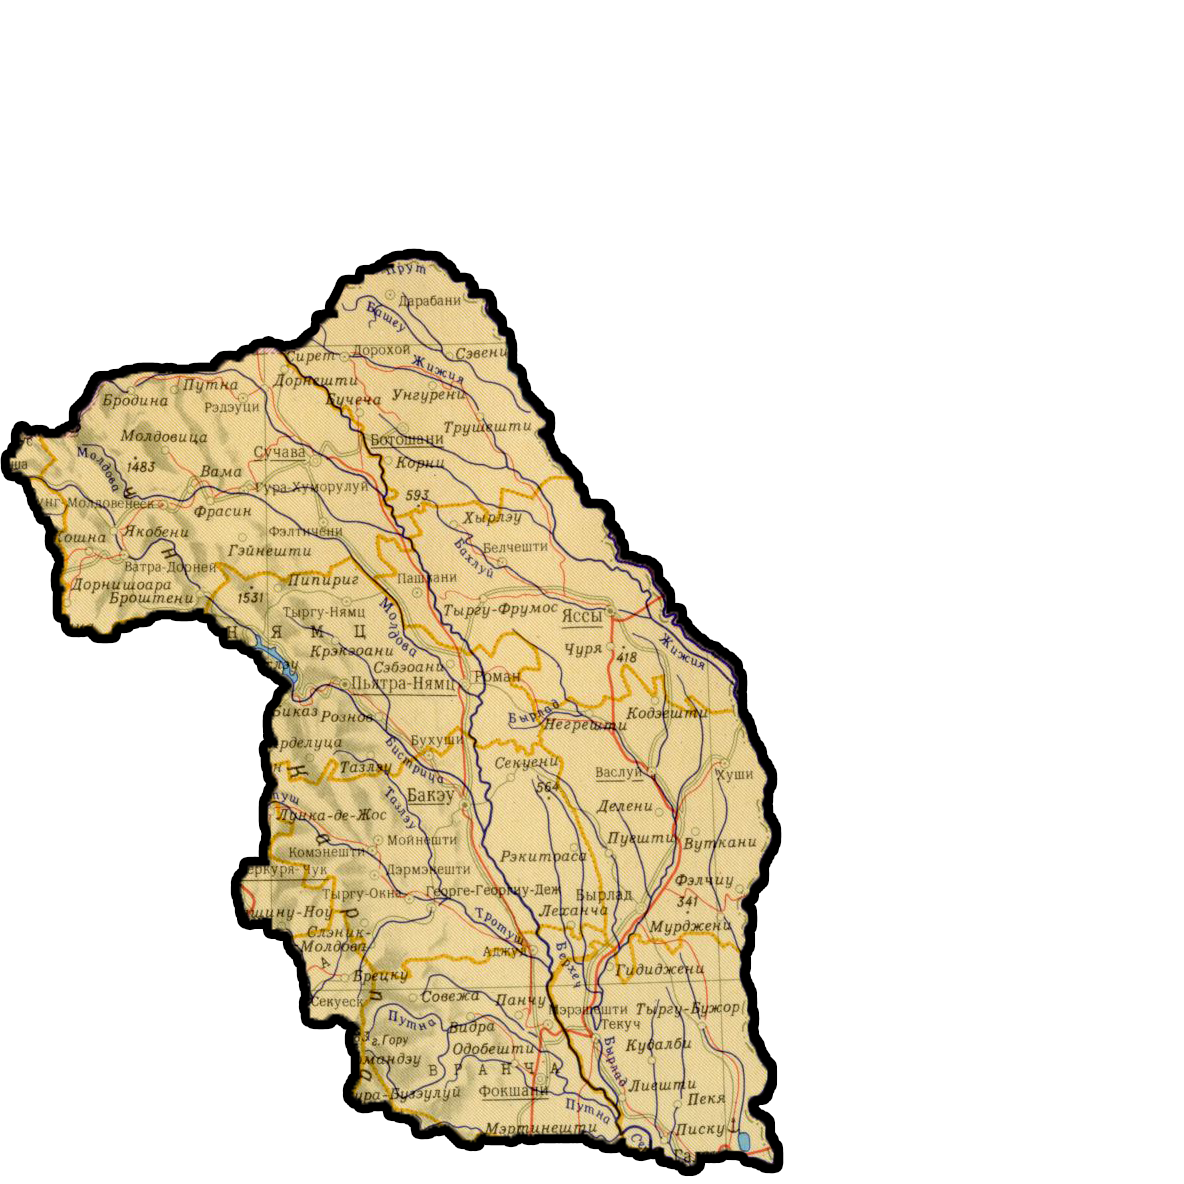 Прут
Дарабани
Башеу
Сирет
Дорохой
Сэвени
Жижия
Дорнешти
Путна
Бродина
Рэдэуци
Бучеча
Унгурени
Трушешти
Молдовица
Ботошани
Сучава
Молдова
1483
Вама
Корни
Гура-Хуморулуй
593
унг-Молдовенеск
Фрасин
Хырлэу
Якобени
Фэлтичени
Белчешти
Гэйнешти
Бахлуй
Ватра-Дорней
Дорнишоара
Пипириг
Пашкани
Броштени
1531
Тыргу-Нямц
Тыргу-Фрумос
Яссы
Молдова
НЯМЦ
Крэкэоани
Чуря
418
Жижия
Сэбэоани
Пьятра-Нямц
Роман
Биказ
Рознов
Бырлад
Кодэешти
Негрешти
Бухуши
Бистрица
Тазлэу
Секуени
Васлуй
Хуши
564
Бакэу
Тазлэу
Делени
Лунка-де-Жос
Пуешти
Вуткани
Мойнешти
Комэнешти
Рэкитоаса
Дэрмэнешти
Фэлчиу
Тыргу-Окна
Георге-Георгиу-Деж
Бырлад
341
Леханча
Тротуш
Мурджени
Слэник-
Молдова
Аджуд
Берхеч
Гидиджени
Брецку
Совежа
Панчу
Мэрэшешти
Тыргу-Бужор
Путна
Видра
Текуч
г.Гору
Одобешти
Кудалби
ВРАНЧА
Бырлад
Лиешти
Фокшани
Пекя
Путна
Мэртинешти
Писку